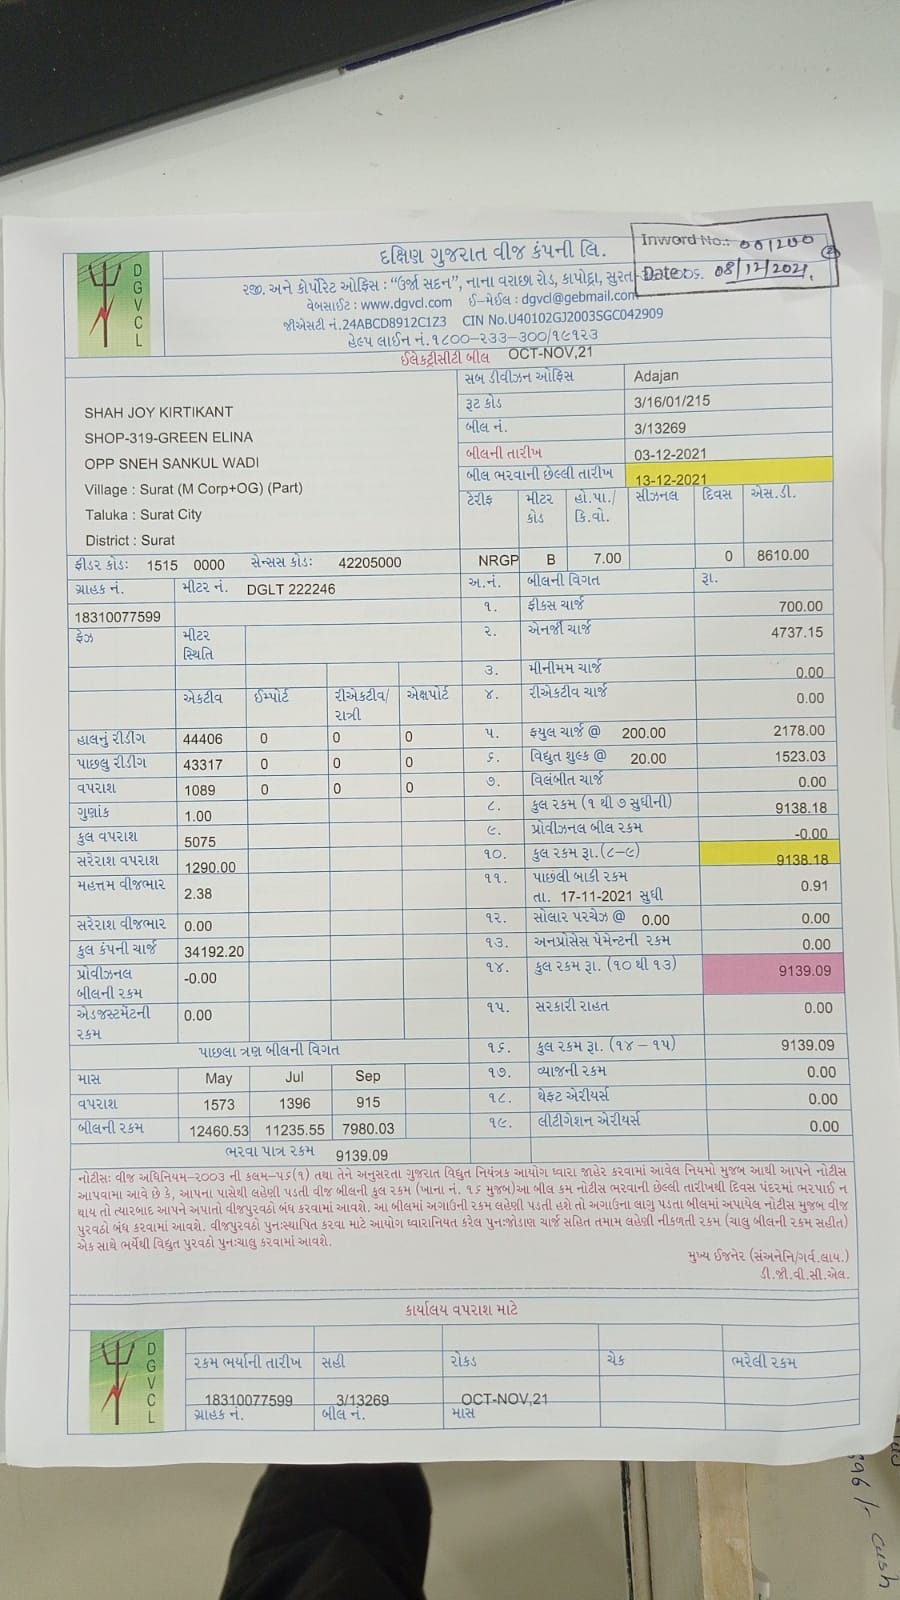 DGVCL
દક્ષિણ ગુજરાત વીજ કંપની લિ.
Inword No.: 001200
Date 08/12/2021.
રજી. અને કોર્પોરેટ ઓફિસ : "ઉર્જા સદન", નાના વરાછા રોડ, કાપોદ્રા, સુરત
વેબસાઈટ : www.dgvcl.com ઈ-મેઈલ : dgvcl@gebmail.com
જીએસટી નં.24ABCD8912C1Z3 CIN No.U40102GJ2003SGC042909
હેલ્પ લાઈન નં.૧૮૦૦-૨૩૩-૩૦૦/૧૯૧૨૩
ઈલેકટ્રીસીટી બીલ OCT-NOV,21
સબ ડીવીઝન ઓફિસ Adajan
રૂટ કોડ 3/16/01/215
બીલ નં. 3/13269
બીલની તારીખ 03-12-2021
બીલ ભરવાની છેલ્લી તારીખ 13-12-2021
SHAH JOY KIRTIKANT
SHOP-319-GREEN ELINA
OPP SNEH SANKUL WADI
Village : Surat (M Corp+OG) (Part)
Taluka : Surat City
District : Surat
ટેરીફ મીટર કોડ હો.પા./કિ.વો. સીઝનલ દિવસ એસ.ડી.
NRGP B 7.00 0 8610.00
ફીડર કોડ: 1515 0000 સેન્સસ કોડ: 42205000
ગ્રાહક નં. મીટર નં. DGLT 222246
18310077599
ફેઝ મીટર સ્થિતિ
એકટીવ ઈમ્પોર્ટ રીએકટીવ/રાત્રી એક્ષપોર્ટ
હાલનું રીડીંગ 44406 0 0 0
પાછલુ રીડીંગ 43317 0 0 0
વપરાશ 1089 0 0 0
ગુણાંક 1.00
કુલ વપરાશ 5075
સરેરાશ વપરાશ 1290.00
મહત્તમ વીજભાર 2.38
સરેરાશ વીજભાર 0.00
કુલ કંપની ચાર્જ 34192.20
પ્રોવીઝનલ બીલની રકમ -0.00
એડજસ્ટમેંટની રકમ 0.00
પાછલા ત્રણ બીલની વિગત
માસ May Jul Sep
વપરાશ 1573 1396 915
બીલની રકમ 12460.53 11235.55 7980.03
ભરવા પાત્ર રકમ 9139.09
અ.નં. બીલની વિગત રૂા.
૧. ફીકસ ચાર્જ 700.00
૨. એનર્જી ચાર્જ 4737.15
૩. મીનીમમ ચાર્જ 0.00
૪. રીએકટીવ ચાર્જ 0.00
૫. ફયુલ ચાર્જ @ 200.00 2178.00
૬. વિદ્યુત શુલ્ક @ 20.00 1523.03
૭. વિલંબીત ચાર્જ 0.00
૮. કુલ રકમ (૧ થી ૭ સુધીની) 9138.18
૯. પ્રોવીઝનલ બીલ રકમ -0.00
૧૦. કુલ રકમ રૂા.(૮-૯) 9138.18
૧૧. પાછલી બાકી રકમ
તા. 17-11-2021 સુધી 0.91
૧૨. સોલાર પરચેઝ @ 0.00 0.00
૧૩. અનપ્રોસેસ પેમેન્ટની રકમ 0.00
૧૪. કુલ રકમ રૂા. (૧૦ થી ૧૩) 9139.09
૧૫. સરકારી રાહત 0.00
૧૬. કુલ રકમ રૂા. (૧૪ – ૧૫) 9139.09
૧૭. વ્યાજની રકમ 0.00
૧૮. થેફટ એરીયર્સ 0.00
૧૯. લીટીગેશન એરીયર્સ 0.00
નોટીસ: વીજ અધિનિયમ-૨૦૦૩ ની કલમ-૫૬(૧) તથા તેને અનુસરતા ગુજરાત વિદ્યુત નિયંત્રક આયોગ ધ્વારા જાહેર કરવામાં આવેલ નિયમો મુજબ આથી આપને નોટીસ
આપવામાં આવે છે કે, આપના પાસેથી લહેણી પડતી વીજ બીલની કુલ રકમ (ખાના નં. ૧૬ મુજબ)આ બીલ કમ નોટીસ ભરવાની છેલ્લી તારીખથી દિવસ પંદરમાં ભરપાઈ ન
થાય તો ત્યારબાદ આપને અપાતો વીજપુરવઠો બંધ કરવામાં આવશે. આ બીલમાં અગાઉની રકમ લહેણી પડતી હશે તો અગાઉના લાગુ પડતા બીલમાં અપાયેલ નોટીસ મુજબ વીજ
પુરવઠો બંધ કરવામાં આવશે. વીજપુરવઠો પુનઃસ્થાપિત કરવા માટે આયોગ ધ્વારાનિયત કરેલ પુનઃજોડાણ ચાર્જ સહિત તમામ લહેણી નીકળતી રકમ (ચાલુ બીલની રકમ સહીત)
એક સાથે ભર્યેથી વિદ્યુત પુરવઠો પુનઃચાલુ કરવામાં આવશે.
મુખ્ય ઈજનેર (સંઅનેનિ/ગર્વ.લાય.)
ડી.જી.વી.સી.એલ.
કાર્યાલય વપરાશ માટે
DGVCL
રકમ ભર્યાની તારીખ સહી રોકડ ચેક ભરેલી રકમ
18310077599 3/13269 OCT-NOV,21
ગ્રાહક નં. બીલ નં. માસ
cash